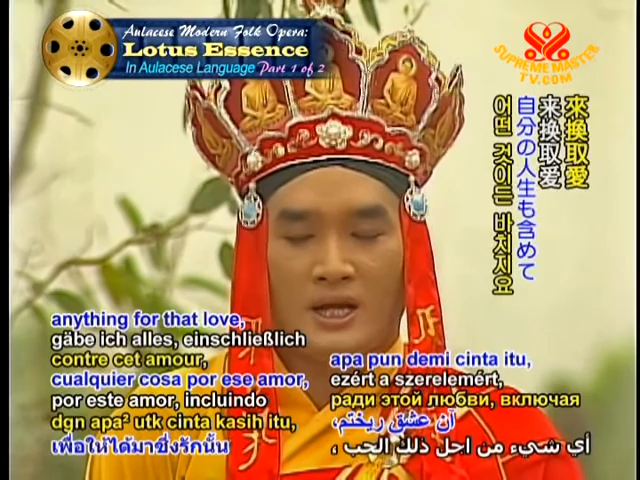 Aulacese Modern Folk Opera:
Lotus Essence
In Aulacese Language Part 1 of 2
SUPREME MASTER
TV.COM
來換取愛
来换取爱
自分の人生も含めて
어떤 것이든 바치지요
anything for that love,
gäbe ich alles, einschließlich
contre cet amour,
cualquier cosa por ese amor,
por este amor, incluindo
dgn apa² utk cinta kasih itu,
เพื่อให้ได้มาซึ่งรักนั้น
apa pun demi cinta itu,
ezért a szerelemért,
ради этой любви, включая
آن عشق ریختم،
أي شيء من اجل ذلك الحب ،